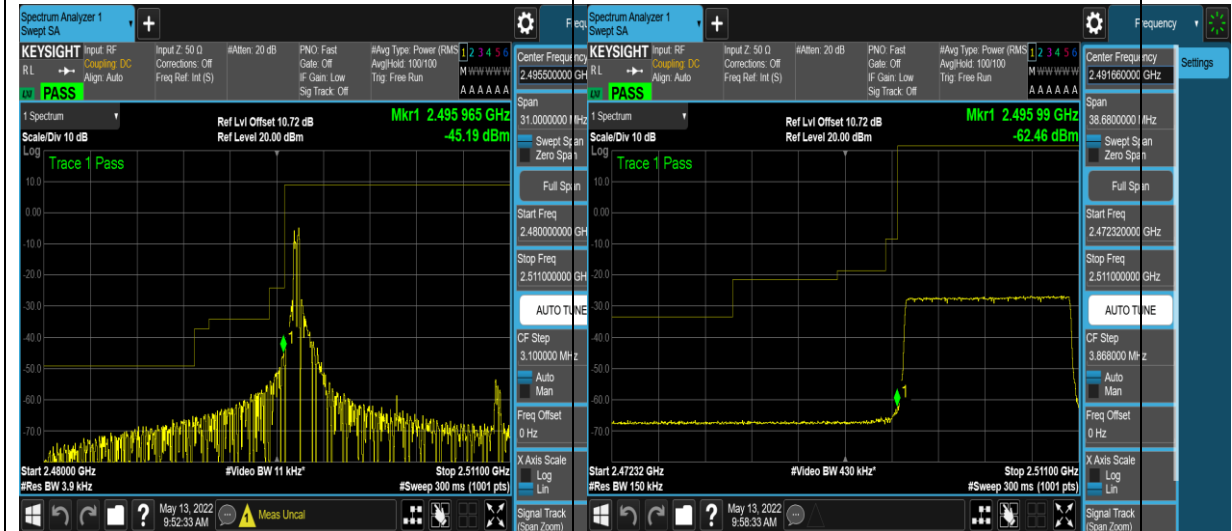 Spectrum Analyzer 1
Swept SA
+
Frequ
KEYSIGHT
RL
Input: RF
Coupling: DC
Align: Auto
Input Z: 50 Ω
Corrections: Off
Freq Ref: Int (S)
#Atten: 20 dB
PNO: Fast
Gate: Off
IF Gain: Low
Sig Track: Off
#Avg Type: Power (RMS
Avg|Hold: 100/100
Trig: Free Run
1 2 3 4 5 6
M W W W W W
A A A A A A
PASS
1 Spectrum
Scale/Div 10 dB
Log
Ref Lvl Offset 10.72 dB
Ref Level 20.00 dBm
Mkr1 2.495 965 GHz
-45.19 dBm
Trace 1 Pass
10.0
0.00
-10.0
-20.0
-30.0
-40.0
-50.0
-60.0
-70.0
1
Start 2.48000 GHz
#Res BW 3.9 kHz
#Video BW 11 kHz*
Stop 2.51100 GHz
#Sweep 300 ms (1001 pts)
Center Frequency
2.495500000 GHz
Span
31.0000000 MHz
Swept Span
Zero Span
Full Span
Start Freq
2.480000000 GH
Stop Freq
2.511000000 GH
AUTO TUNE
CF Step
3.100000 MHz
Auto
Man
Freq Offset
0 Hz
X Axis Scale
Log
Lin
Signal Track
(Span Zoom)
?
May 13, 2022
9:52:33 AM
Meas Uncal
Spectrum Analyzer 1
Swept SA
+
Frequency
Settings
KEYSIGHT
RL
Input: RF
Coupling: DC
Align: Auto
Input Z: 50 Ω
Corrections: Off
Freq Ref: Int (S)
#Atten: 20 dB
PNO: Fast
Gate: Off
IF Gain: Low
Sig Track: Off
#Avg Type: Power (RMS
Avg|Hold: 100/100
Trig: Free Run
1 2 3 4 5 6
M W W W W W
A A A A A A
PASS
1 Spectrum
Scale/Div 10 dB
Log
Ref Lvl Offset 10.72 dB
Ref Level 20.00 dBm
Mkr1 2.495 99 GHz
-62.46 dBm
Trace 1 Pass
10.0
0.00
-10.0
-20.0
-30.0
-40.0
-50.0
-60.0
-70.0
1
Start 2.47232 GHz
#Res BW 150 kHz
#Video BW 430 kHz*
Stop 2.51100 GHz
#Sweep 300 ms (1001 pts)
Center Frequency
2.491660000 GHz
Span
38.6800000 MHz
Swept Span
Zero Span
Full Span
Start Freq
2.472320000 GHz
Stop Freq
2.511000000 GHz
AUTO TUNE
CF Step
3.868000 MHz
Auto
Man
Freq Offset
0 Hz
X Axis Scale
Log
Lin
Signal Track
(Span Zoom)
?
May 13, 2022
9:58:33 AM